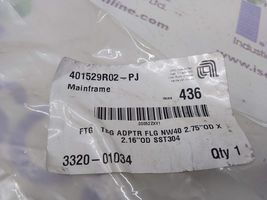 401529R02-PJ
Mainframe
436
FTG ADPTR FLG NW40 2.75"OD X
2.16"OD SST304
3320-01034 Qty 1